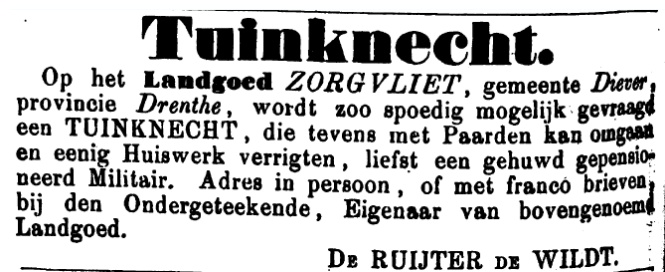 Tuinknecht.
Op het Landgoed ZORGVLIET, gemeente Diever,
provincie Drenthe, wordt zoo spoedig mogelijk gevraagd
een TUINKNECHT, die tevens met Paarden kan omgaan
en eenig Huiswerk verrigten, liefst een gehuwd gepensio-
neerd Militair. Adres in persoon, of met franco brieven,
bij den Ondergeteekende, Eigenaar van bovengenoemd
Landgoed.
DE RUIJTER DE WILDT.